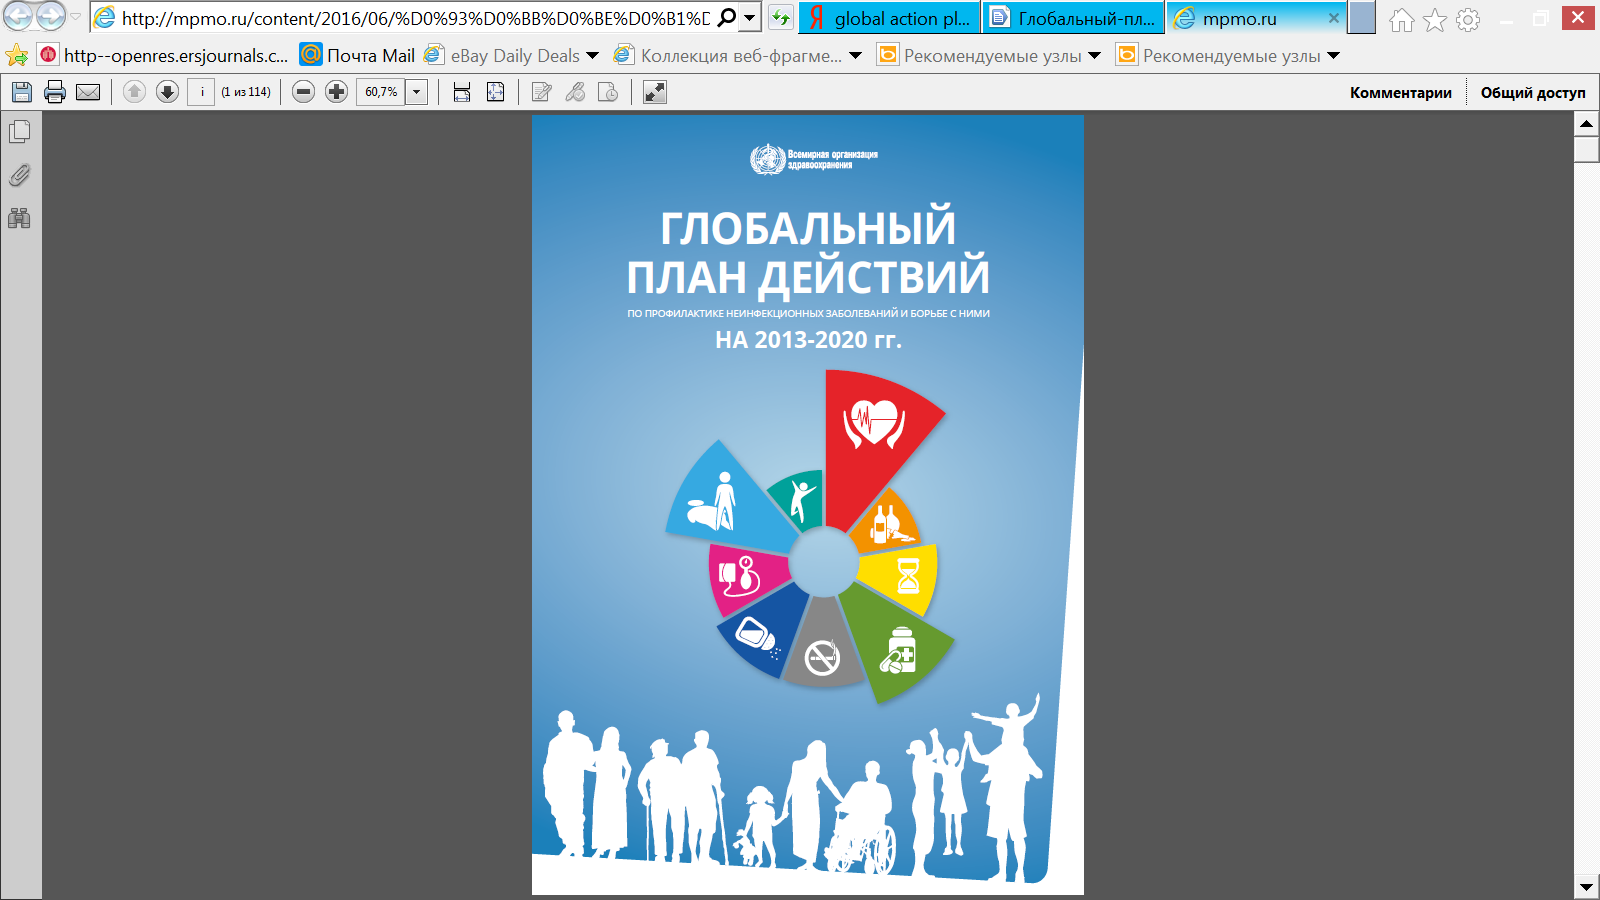 http://mpmo.ru/content/2016/06/%D0%93%D0%BB%D0%BE%D0%B1%D
global action pl...
Глобальный-пл...
mpmo.ru
http--openres.ersjournals.c...
Почта Mail
eBay Daily Deals
Коллекция веб-фрагме...
Рекомендуемые узлы
Рекомендуемые узлы
i
(1 из 114)
60,7%
Комментарии
Общий доступ
Всемирная организация
здравоохранения
ГЛОБАЛЬНЫЙ
ПЛАН ДЕЙСТВИЙ
ПО ПРОФИЛАКТИКЕ НЕИНФЕКЦИОННЫХ ЗАБОЛЕВАНИЙ И БОРЬБЕ С НИМИ
НА 2013-2020 гг.